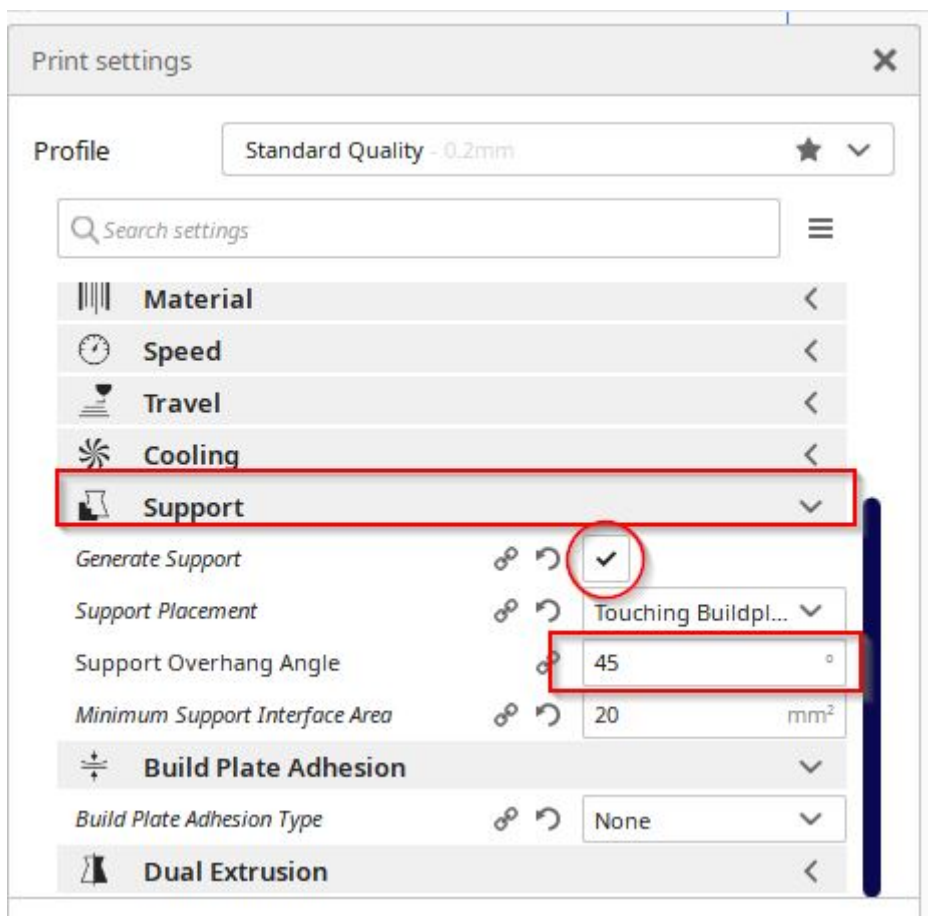 Print settings
Profile
Standard Quality - 0.2mm
Search settings
Material
Speed
Travel
Cooling
Support
Generate Support
Support Placement Touching Buildpl...
Support Overhang Angle 45 °
Minimum Support Interface Area 20 mm²
Build Plate Adhesion
Build Plate Adhesion Type None
Dual Extrusion